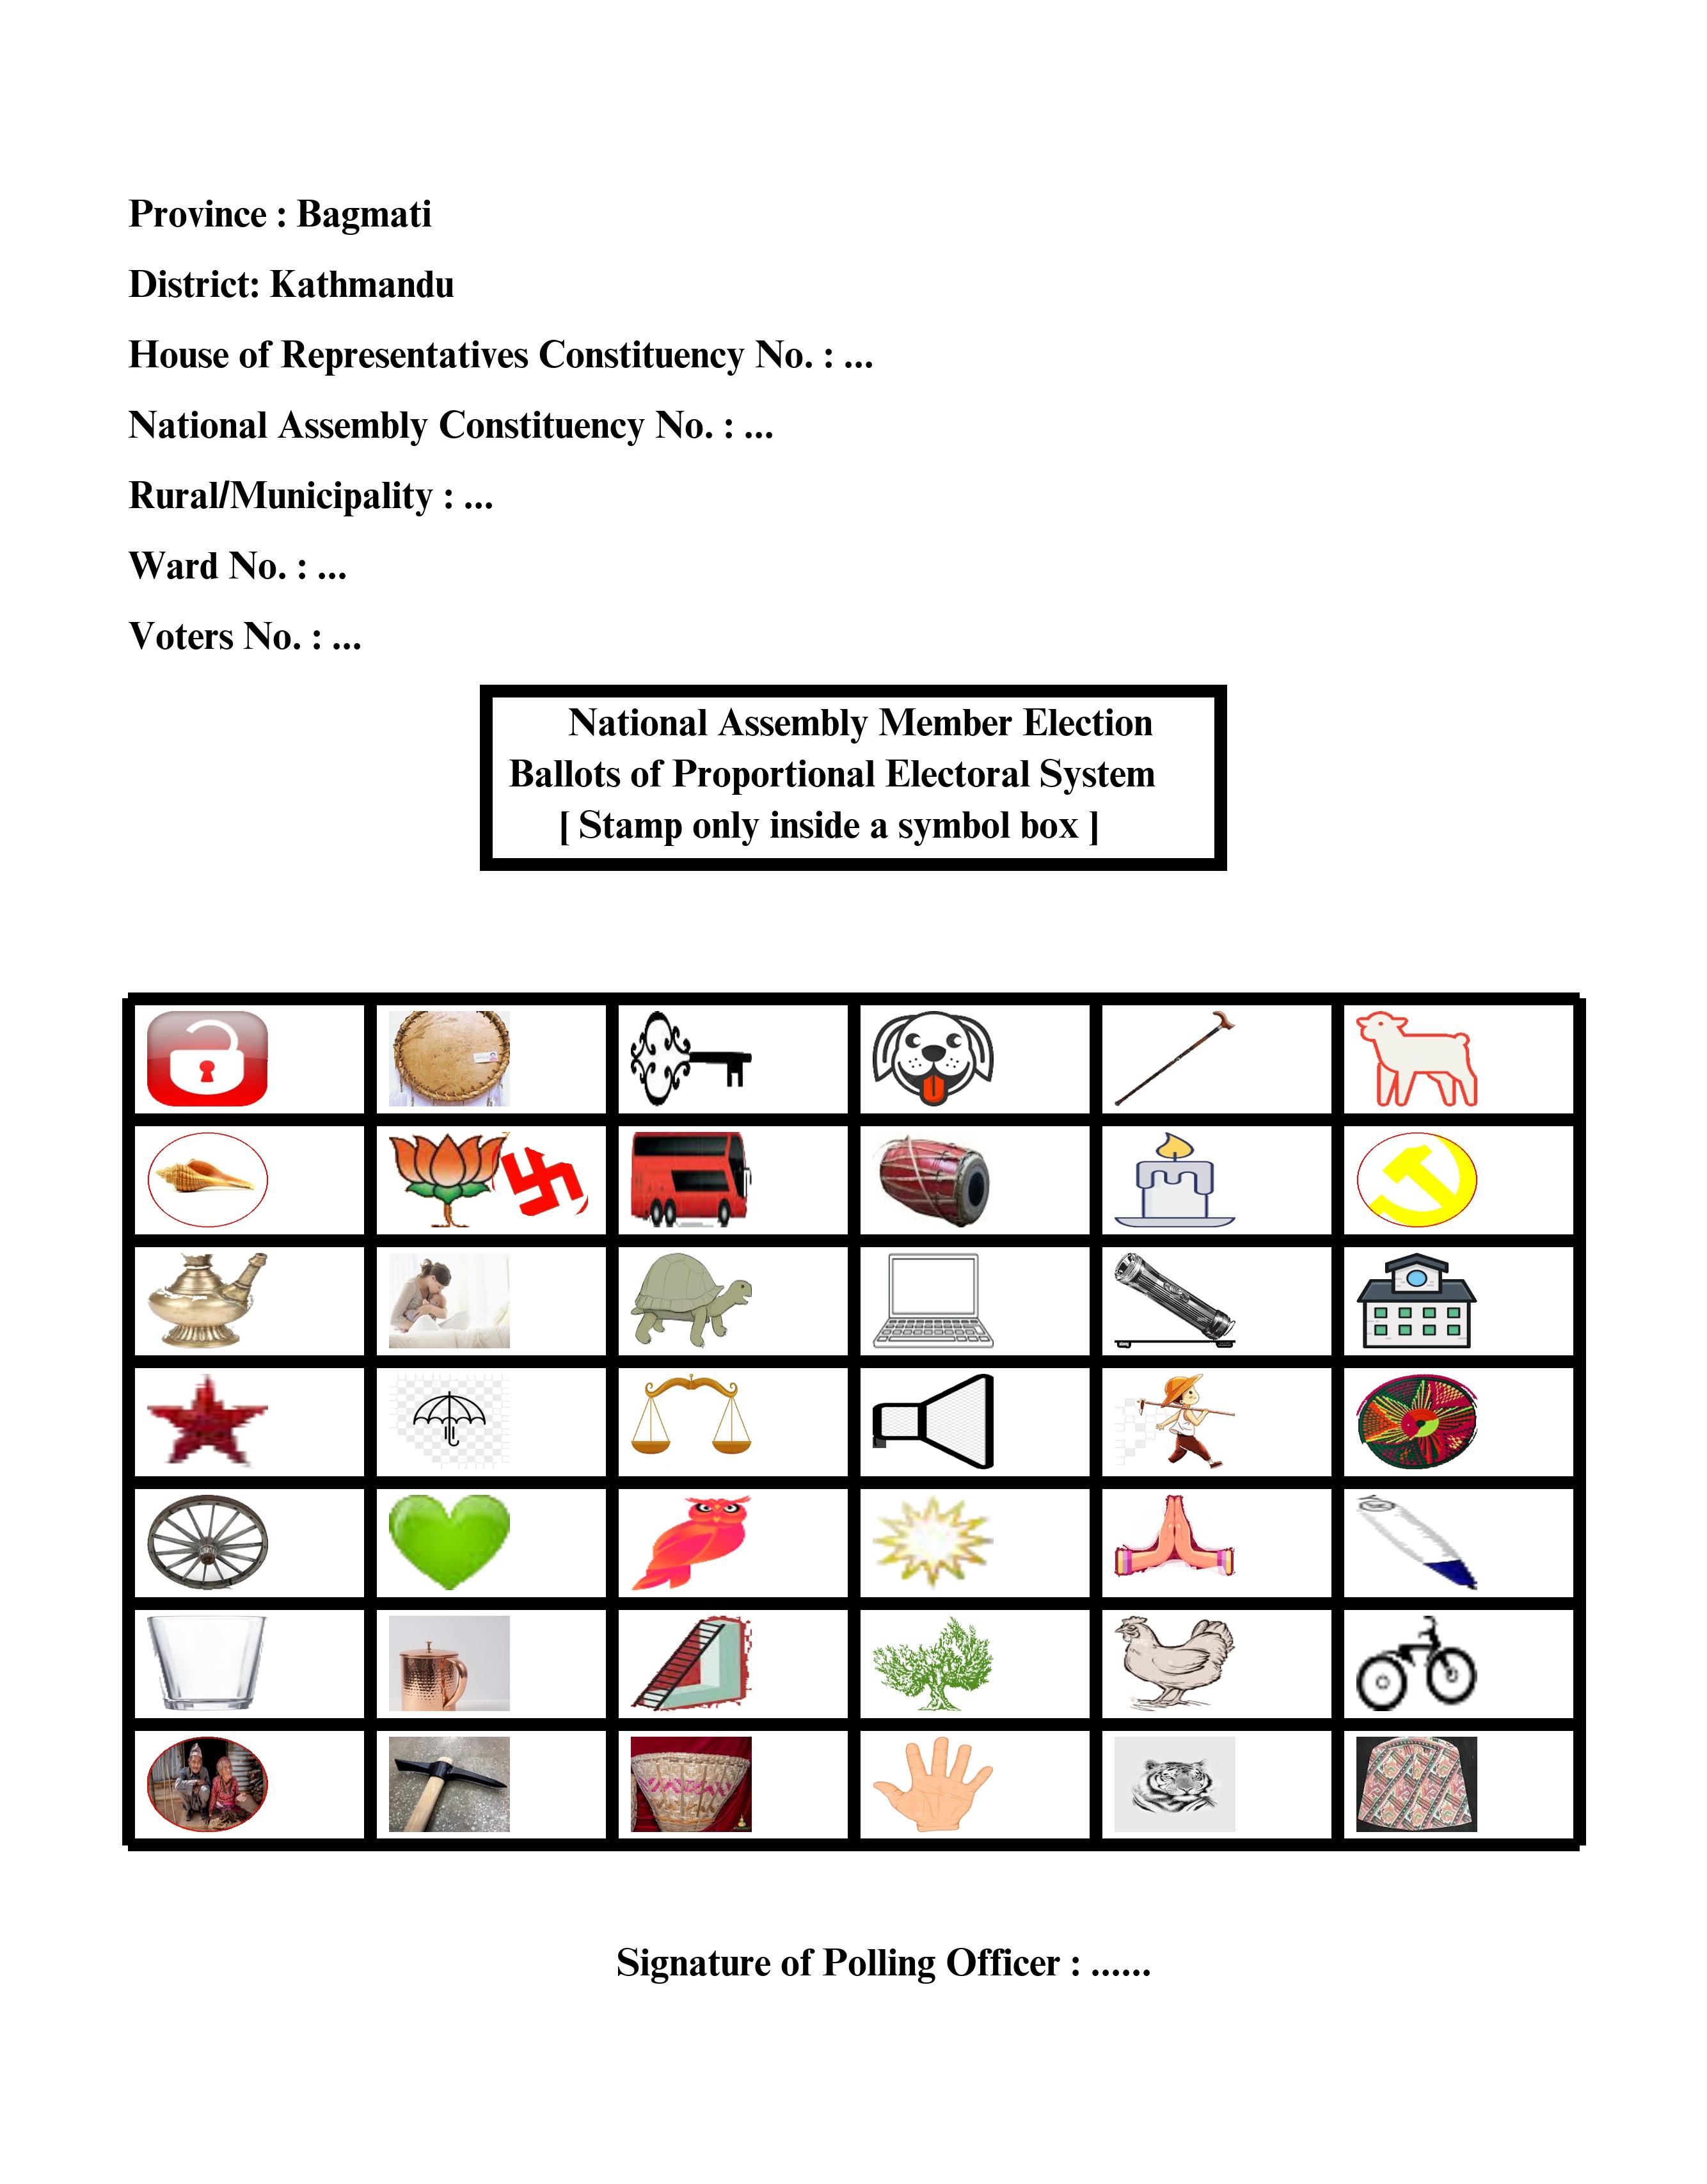 Province : Bagmati
District: Kathmandu
House of Representatives Constituency No. : ...
National Assembly Constituency No. : ...
Rural/Municipality : ...
Ward No. : ...
Voters No. : ...
National Assembly Member Election
Ballots of Proportional Electoral System
[ Stamp only inside a symbol box ]
Signature of Polling Officer : ......